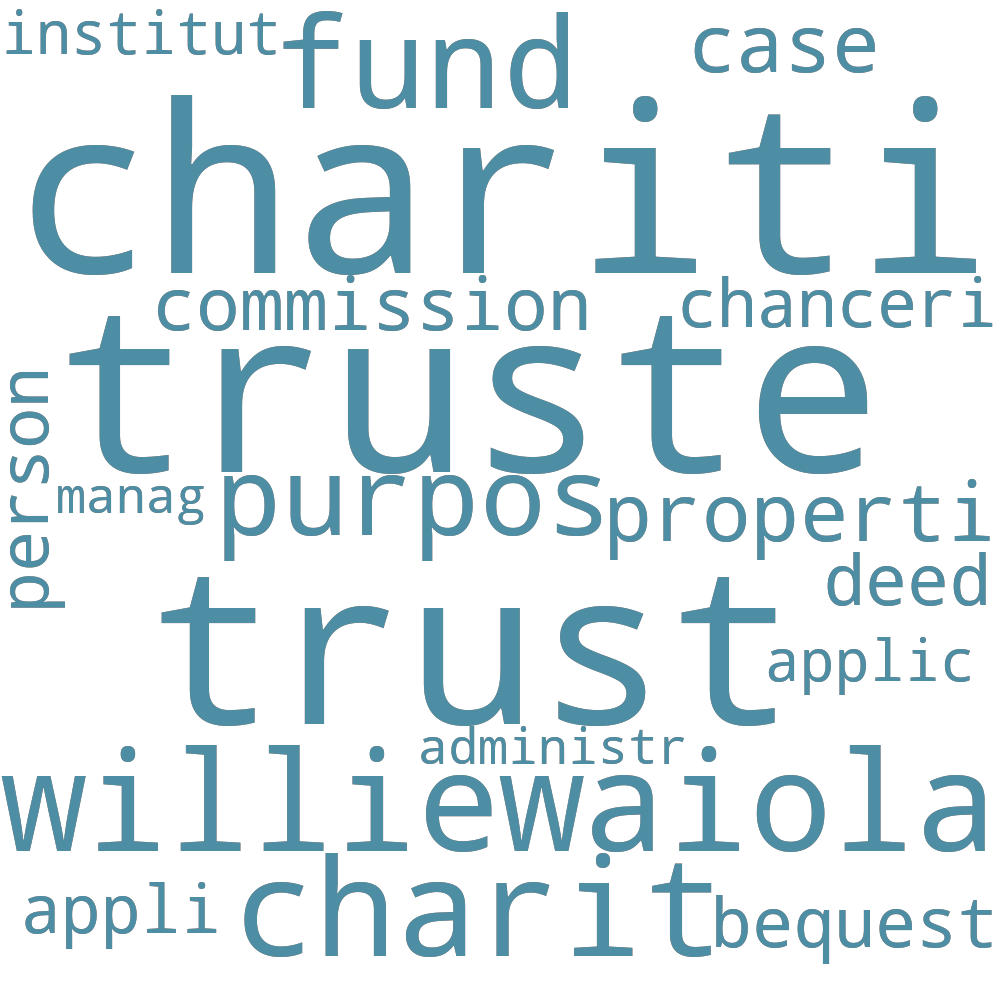 institut
fund
case
chariti
commission
chanceri
truste
person
manag
purpos
properti
deed
trust
applic
administr
williewaiola
appli
charit
bequest